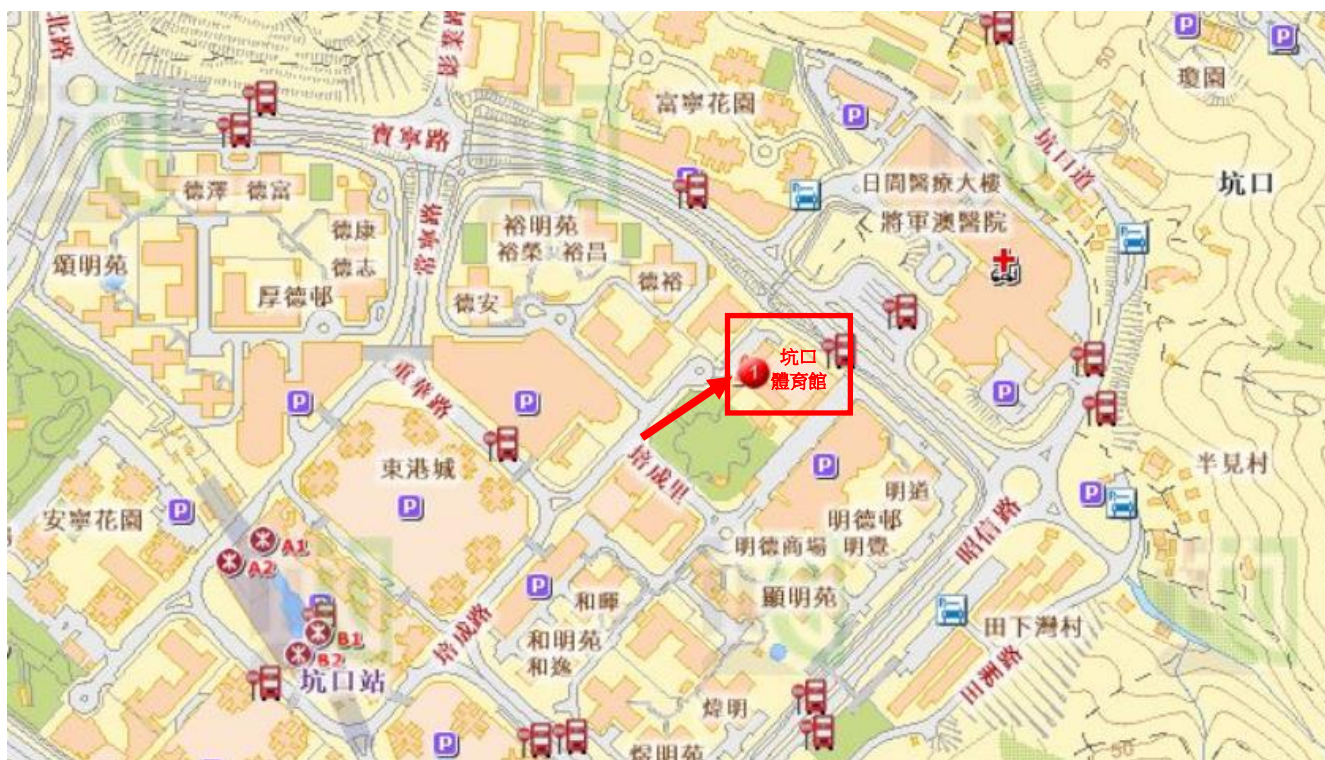 北路
瓊園
富寧花園
寶寧路
坑口道
日間醫療大樓
坑口
德澤 德富
將軍澳醫院
裕明苑
德康
常寧路
裕榮 裕昌
頌明苑
德志
德裕
厚德邨
德安
坑口
體育館
1
重華路
培成里
東港城
半見村
明道
安寧花園
明德邨
昭信路
A1
明德商場 明覺
A2
和暉
顯明苑
田下灣村
B1
和明苑
培成路
B2
和逸
坑口站
田洲路
煒明
煜明苑
50
50
P
P
P
P
P
P
P
P
P
P
P
P
P
P